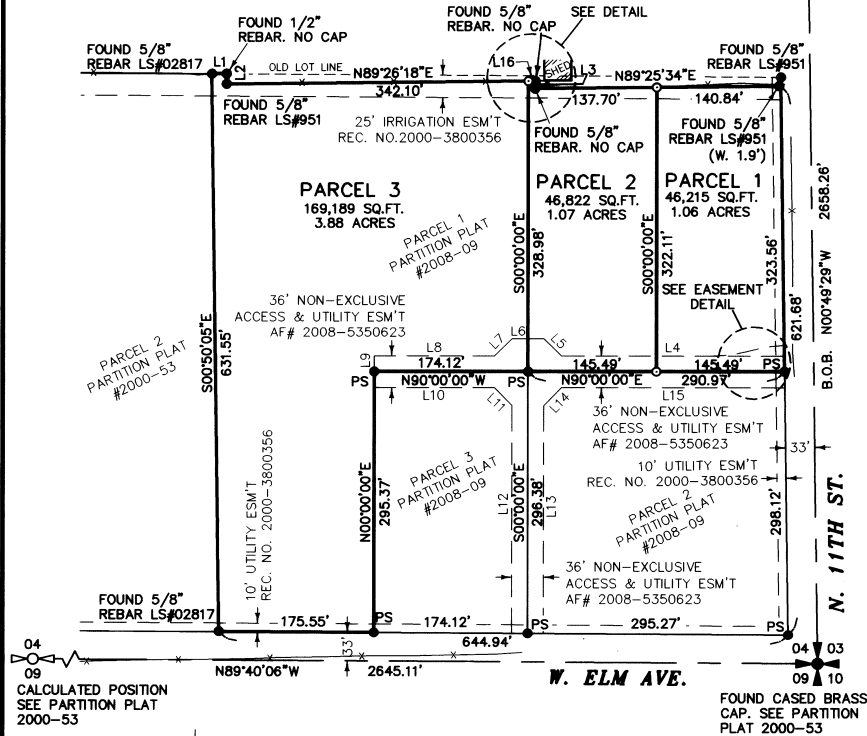 FOUND 5/8"
REBAR LS#02817
L1
L2
FOUND 1/2"
REBAR. NO CAP
FOUND 5/8"
REBAR. NO CAP
SEE DETAIL
FOUND 5/8"
REBAR LS#951
OLD LOT LINE
N89°26'18"E
342.10'
L16
SHED
L3
N89°25'34"E
137.70'
140.84'
FOUND 5/8"
REBAR LS#951
25' IRRIGATION ESM'T
REC. NO.2000-3800356
FOUND 5/8"
REBAR. NO CAP
FOUND 5/8"
REBAR LS#951
(W. 1.9')
PARCEL 3
169,189 SQ.FT.
3.88 ACRES
PARCEL 2
46,822 SQ.FT.
1.07 ACRES
PARCEL 1
46,215 SQ.FT.
1.06 ACRES
PARCEL 1
PARTITION PLAT
#2008-09
S00°00'00"E
328.98'
S00°00'00"E
322.11'
323.56'
621.68'
B.O.B. N00°49'29"W 2658.26'
SEE EASEMENT
DETAIL
36' NON-EXCLUSIVE
ACCESS & UTILITY ESM'T
AF# 2008-5350623
PARCEL 2
PARTITION PLAT
#2000-53
S00°50'05"E
631.55'
L9
L8
L7
L6
L5
L4
174.12'
145.49'
145.49'
PS
PS
PS
N90°00'00"W
N90°00'00"E
290.97'
L10
L11
L14
L15
36' NON-EXCLUSIVE
ACCESS & UTILITY ESM'T
AF# 2008-5350623
33'
10' UTILITY ESM'T
REC. NO. 2000-3800356
PARCEL 3
PARTITION PLAT
#2008-09
N00°00'00"E
295.37'
L12
S00°00'00"E
296.38'
L13
PARCEL 2
PARTITION PLAT
#2008-09
298.12'
10' UTILITY ESM'T
REC. NO. 2000-3800356
36' NON-EXCLUSIVE
ACCESS & UTILITY ESM'T
AF# 2008-5350623
N. 11TH ST.
FOUND 5/8"
REBAR LS#02817
175.55'
PS
174.12'
PS
295.27'
PS
33'
644.94'
04
09
N89°40'06"W
2645.11'
W. ELM AVE.
04 03
09 10
CALCULATED POSITION
SEE PARTITION PLAT
2000-53
FOUND CASED BRASS
CAP. SEE PARTITION
PLAT 2000-53